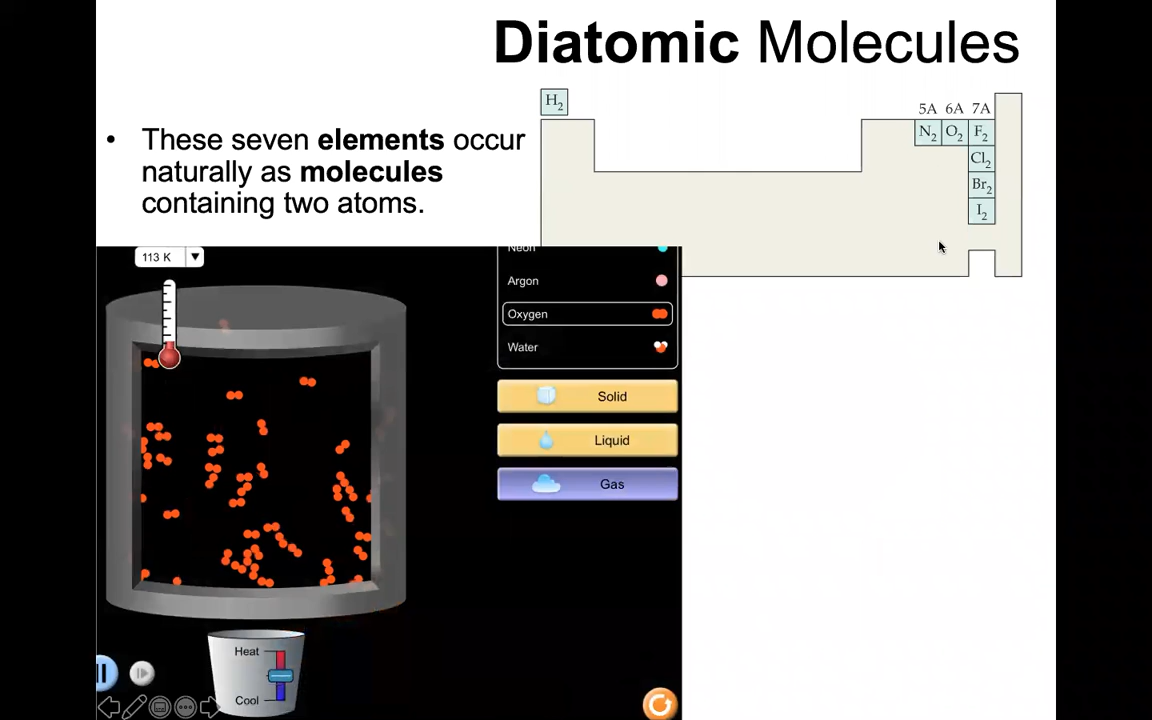 Diatomic Molecules
H₂
5A 6A 7A
N₂ O₂ F₂
Cl₂
Br₂
I₂
• These seven elements occur
naturally as molecules
containing two atoms.
113 K
Neon
Argon
Oxygen
Water
Solid
Liquid
Gas
Heat
Cool